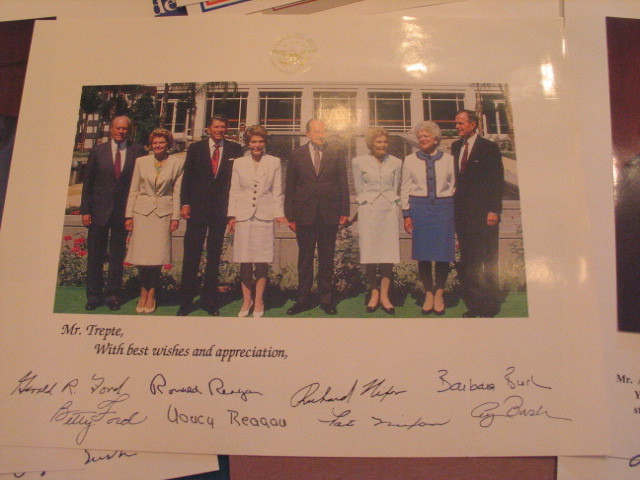 Mr. Trepte,
With best wishes and appreciation,
Gerald R. Ford Ronald Reagan Richard Nixon Barbara Bush
Betty Ford Nancy Reagan Pat Nixon G Bush
Mr.